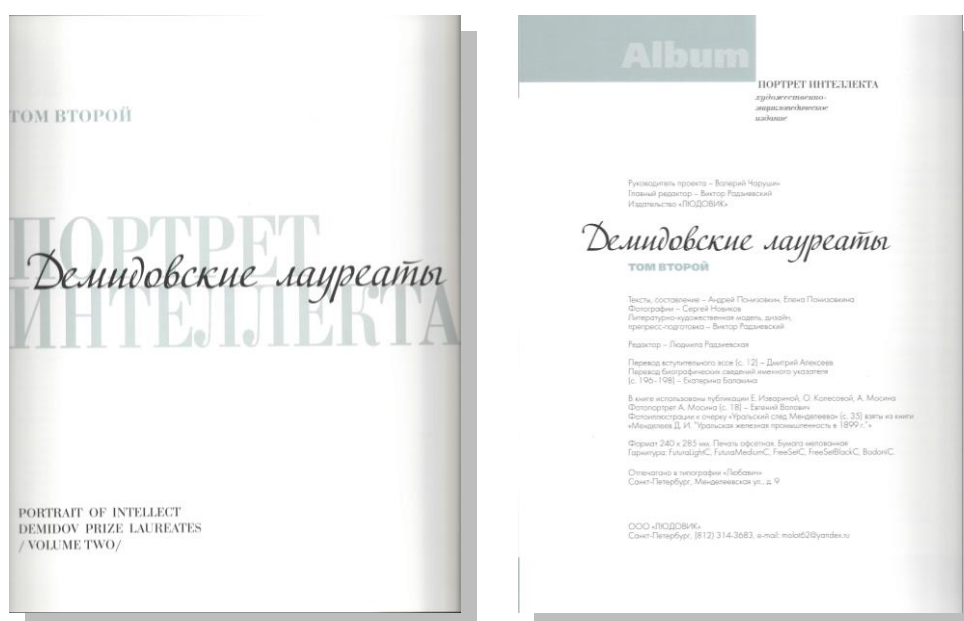 ТОМ ВТОРОЙ
ПОРТРЕТ
Демидовские лауреаты
ИНТЕЛЛЕКТА
PORTRAIT OF INTELLECT
DEMIDOV PRIZE LAUREATES
/ VOLUME TWO/
Album
ПОРТРЕТ ИНТЕЛЛЕКТА
художественно-
энциклопедическое
издание
Руководитель проекта – Валерий Чарушин
Главный редактор – Виктор Радзиевский
Издательство «ЛЮДОВИК»
Демидовские лауреаты
ТОМ ВТОРОЙ
Тексты, составление – Андрей Понизовкин, Елена Понизовкина
Фотографии – Сергей Новиков
Литературно-художественная модель, дизайн,
препресс-подготовка – Виктор Радзиевский
Редактор – Людмила Радзиевская
Перевод вступительного эссе (с. 12) – Дмитрий Алексеев
Перевод биографических сведений именного указателя
(с. 196–198) – Екатерина Балакина
В книге использованы публикации Е. Извариной, О. Колесовой, А. Мосина
Фотопортрет А. Мосина (с. 18) – Евгений Балович
Фотоиллюстрации к очерку «Уральский след Менделеева» (с. 35) взяты из книги
«Менделеев Д. И. "Уральская железная промышленность в 1899 г."»
Формат 240 х 285 мм. Печать офсетная. Бумага мелованная
Гарнитура: FuturaLightC, FuturaMediumC, FreeSetC, FreeSetBlackC, BodoniC.
Отпечатано в типографии «Любавич»
Санкт-Петербург, Менделеевская ул., д. 9
ООО «ЛЮДОВИК»
Санкт-Петербург, (812) 314-3683, e-mail: molot62@yandex.ru